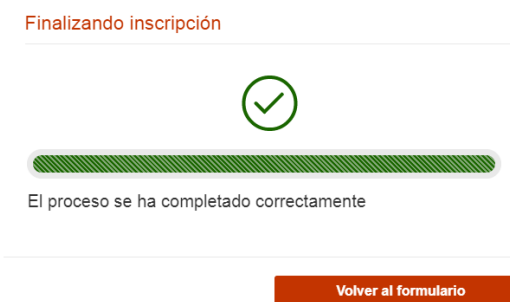 Finalizando inscripción
El proceso se ha completado correctamente
Volver al formulario